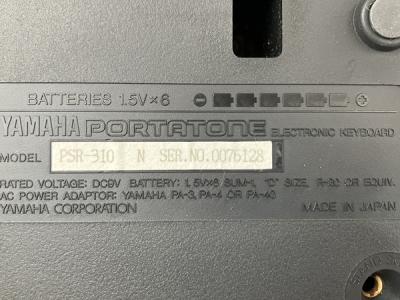 BATTERIES 1.5V×6
YAMAHA PORTATONE ELECTRONIC KEYBOARD
MODEL PSR-310 N SER.NO.0076128
RATED VOLTAGE: DC9V BATTERY: 1.5V×6 SUM-1, "D" SIZE, R-20 OR EQUIV.
AC POWER ADAPTOR: YAMAHA PA-3, PA-4 OR PA-40
YAMAHA CORPORATION MADE IN JAPAN